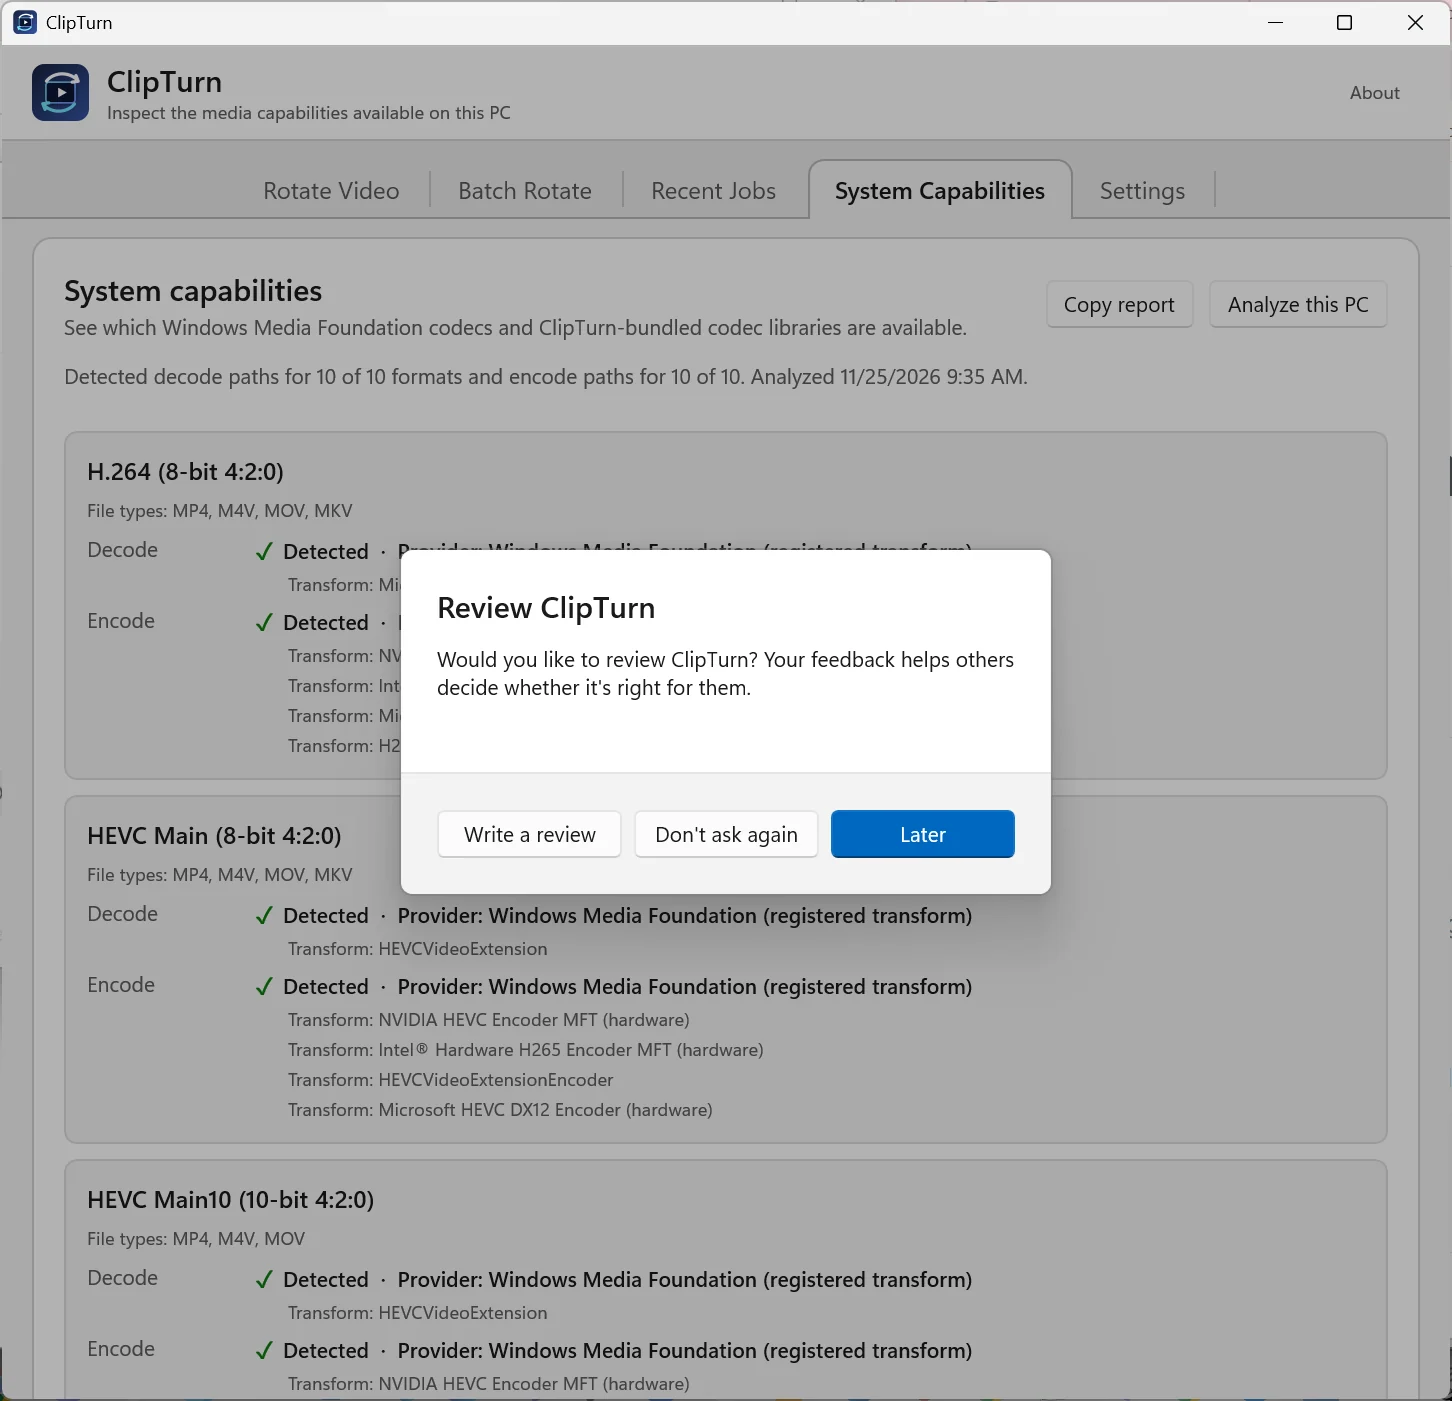 ClipTurn
ClipTurn
Inspect the media capabilities available on this PC
About
Rotate Video
Batch Rotate
Recent Jobs
System Capabilities
Settings
System capabilities
See which Windows Media Foundation codecs and ClipTurn-bundled codec libraries are available.
Copy report
Analyze this PC
Detected decode paths for 10 of 10 formats and encode paths for 10 of 10. Analyzed 11/25/2026 9:35 AM.
H.264 (8-bit 4:2:0)
File types: MP4, M4V, MOV, MKV
Decode
✓ Detected · Provider: Windows Media Foundation (registered transform)
Transform:
Encode
✓ Detected ·
Transform:
Transform:
Transform:
Transform:
Review ClipTurn
Would you like to review ClipTurn? Your feedback helps others
decide whether it's right for them.
Write a review
Don't ask again
Later
HEVC Main (8-bit 4:2:0)
File types: MP4, M4V, MOV, MKV
Decode
✓ Detected · Provider: Windows Media Foundation (registered transform)
Transform: HEVCVideoExtension
Encode
✓ Detected · Provider: Windows Media Foundation (registered transform)
Transform: NVIDIA HEVC Encoder MFT (hardware)
Transform: Intel® Hardware H265 Encoder MFT (hardware)
Transform: HEVCVideoExtensionEncoder
Transform: Microsoft HEVC DX12 Encoder (hardware)
HEVC Main10 (10-bit 4:2:0)
File types: MP4, M4V, MOV
Decode
✓ Detected · Provider: Windows Media Foundation (registered transform)
Transform: HEVCVideoExtension
Encode
✓ Detected · Provider: Windows Media Foundation (registered transform)
Transform: NVIDIA HEVC Encoder MFT (hardware)